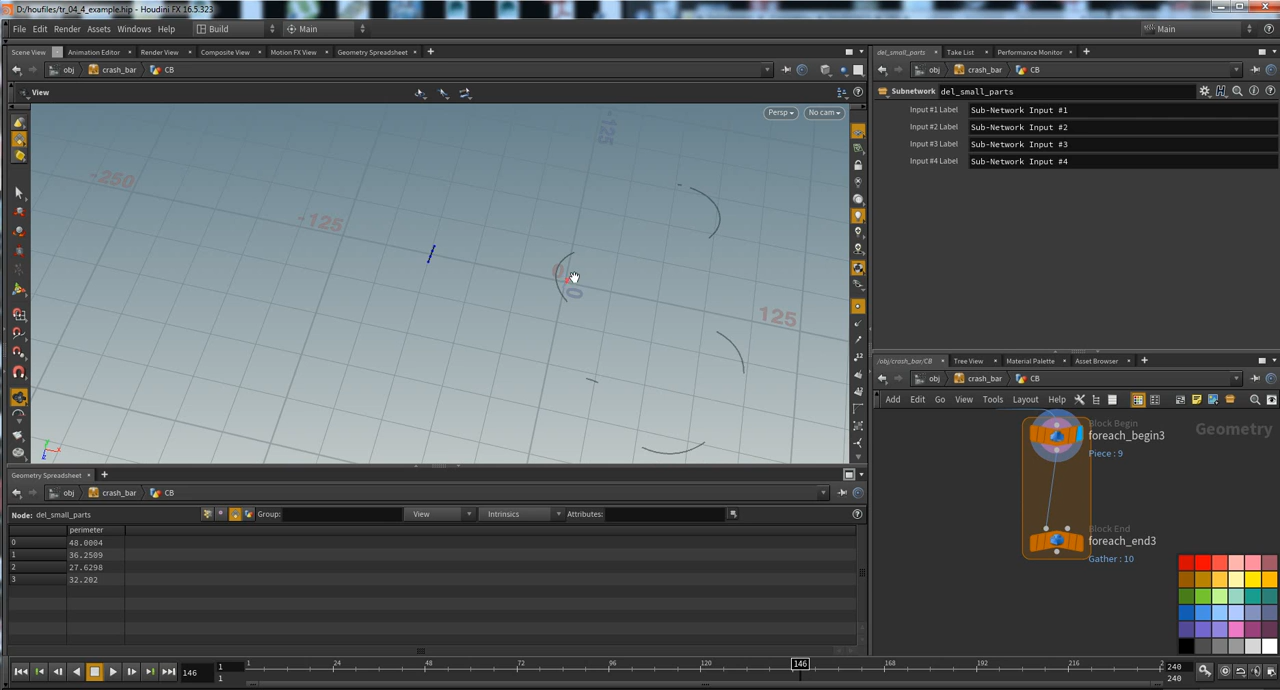 D:/houfiles/tr_04_4_example.hip - Houdini FX 16.5.323
File Edit Render Assets Windows Help Build Main Main
Scene View Animation Editor Render View Composite View Motion FX View Geometry Spreadsheet
obj crash_bar CB
View
Persp No cam
-125
-250
-125
0
0
125
Geometry Spreadsheet
obj crash_bar CB
Node: del_small_parts Group: View Intrinsics Attributes:
perimeter
0 48.0004
1 36.2509
2 27.6298
3 32.202
del_small_parts Take List Performance Monitor
obj crash_bar CB
Subnetwork del_small_parts
Input #1 Label Sub-Network Input #1
Input #2 Label Sub-Network Input #2
Input #3 Label Sub-Network Input #3
Input #4 Label Sub-Network Input #4
/obj/crash_bar/CB Tree View Material Palette Asset Browser
obj crash_bar CB
Add Edit Go View Tools Layout Help
Geometry
Block Begin
foreach_begin3
Piece : 9
Block End
foreach_end3
Gather : 10
146 1 1 24 48 72 96 120 146 168 192 216 2 240
1 240